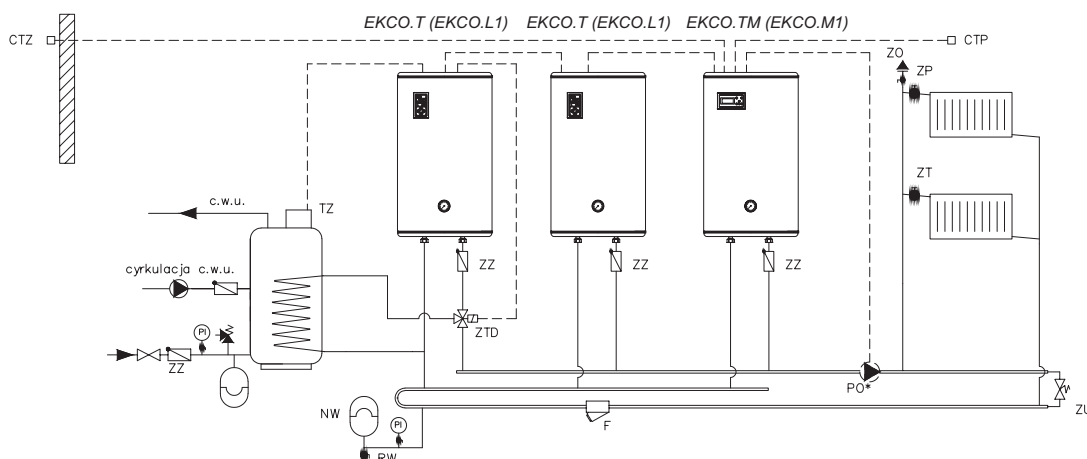 EKCO.T (EKCO.L1) EKCO.T (EKCO.L1) EKCO.TM (EKCO.M1)
CTZ CTP
ZO
ZP
ZT
c.w.u. TZ
ZZ ZZ ZZ
cyrkulacja c.w.u.
ZTD
PI
ZZ
PO*
NW PI ZU
F
RW